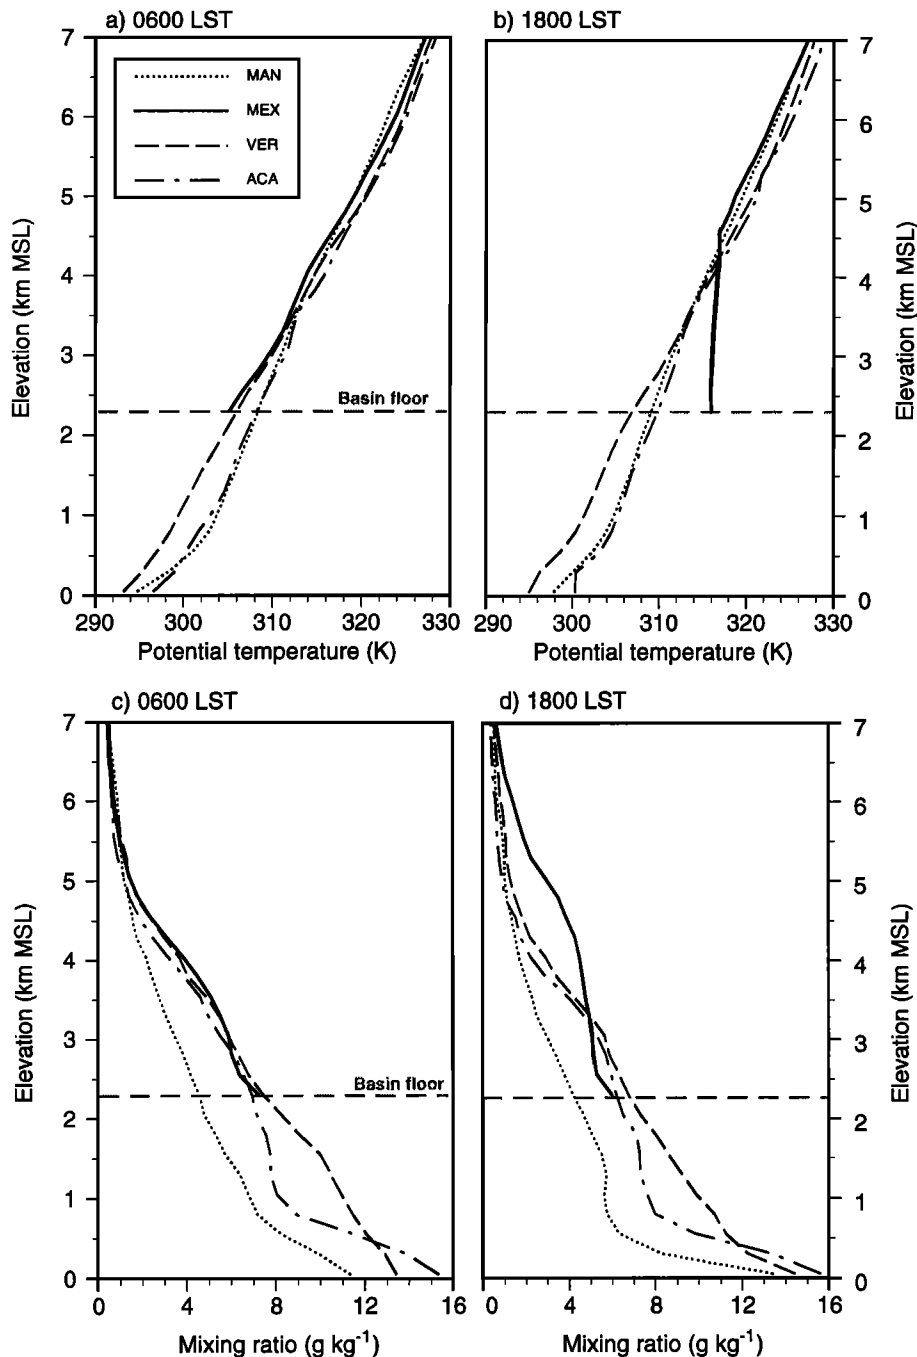 a) 0600 LST
b) 1800 LST
7
6
5
4
3
2
1
0
Elevation (km MSL)
MAN
MEX
VER
ACA
Basin floor
290 300 310 320 330
Potential temperature (K)
7
6
5
4
3
2
1
0
Elevation (km MSL)
290 300 310 320 330
Potential temperature (K)
c) 0600 LST
d) 1800 LST
7
6
5
4
3
2
1
0
Elevation (km MSL)
Basin floor
0 4 8 12 16
Mixing ratio (g kg-1)
7
6
5
4
3
2
1
0
Elevation (km MSL)
0 4 8 12 16
Mixing ratio (g kg-1)